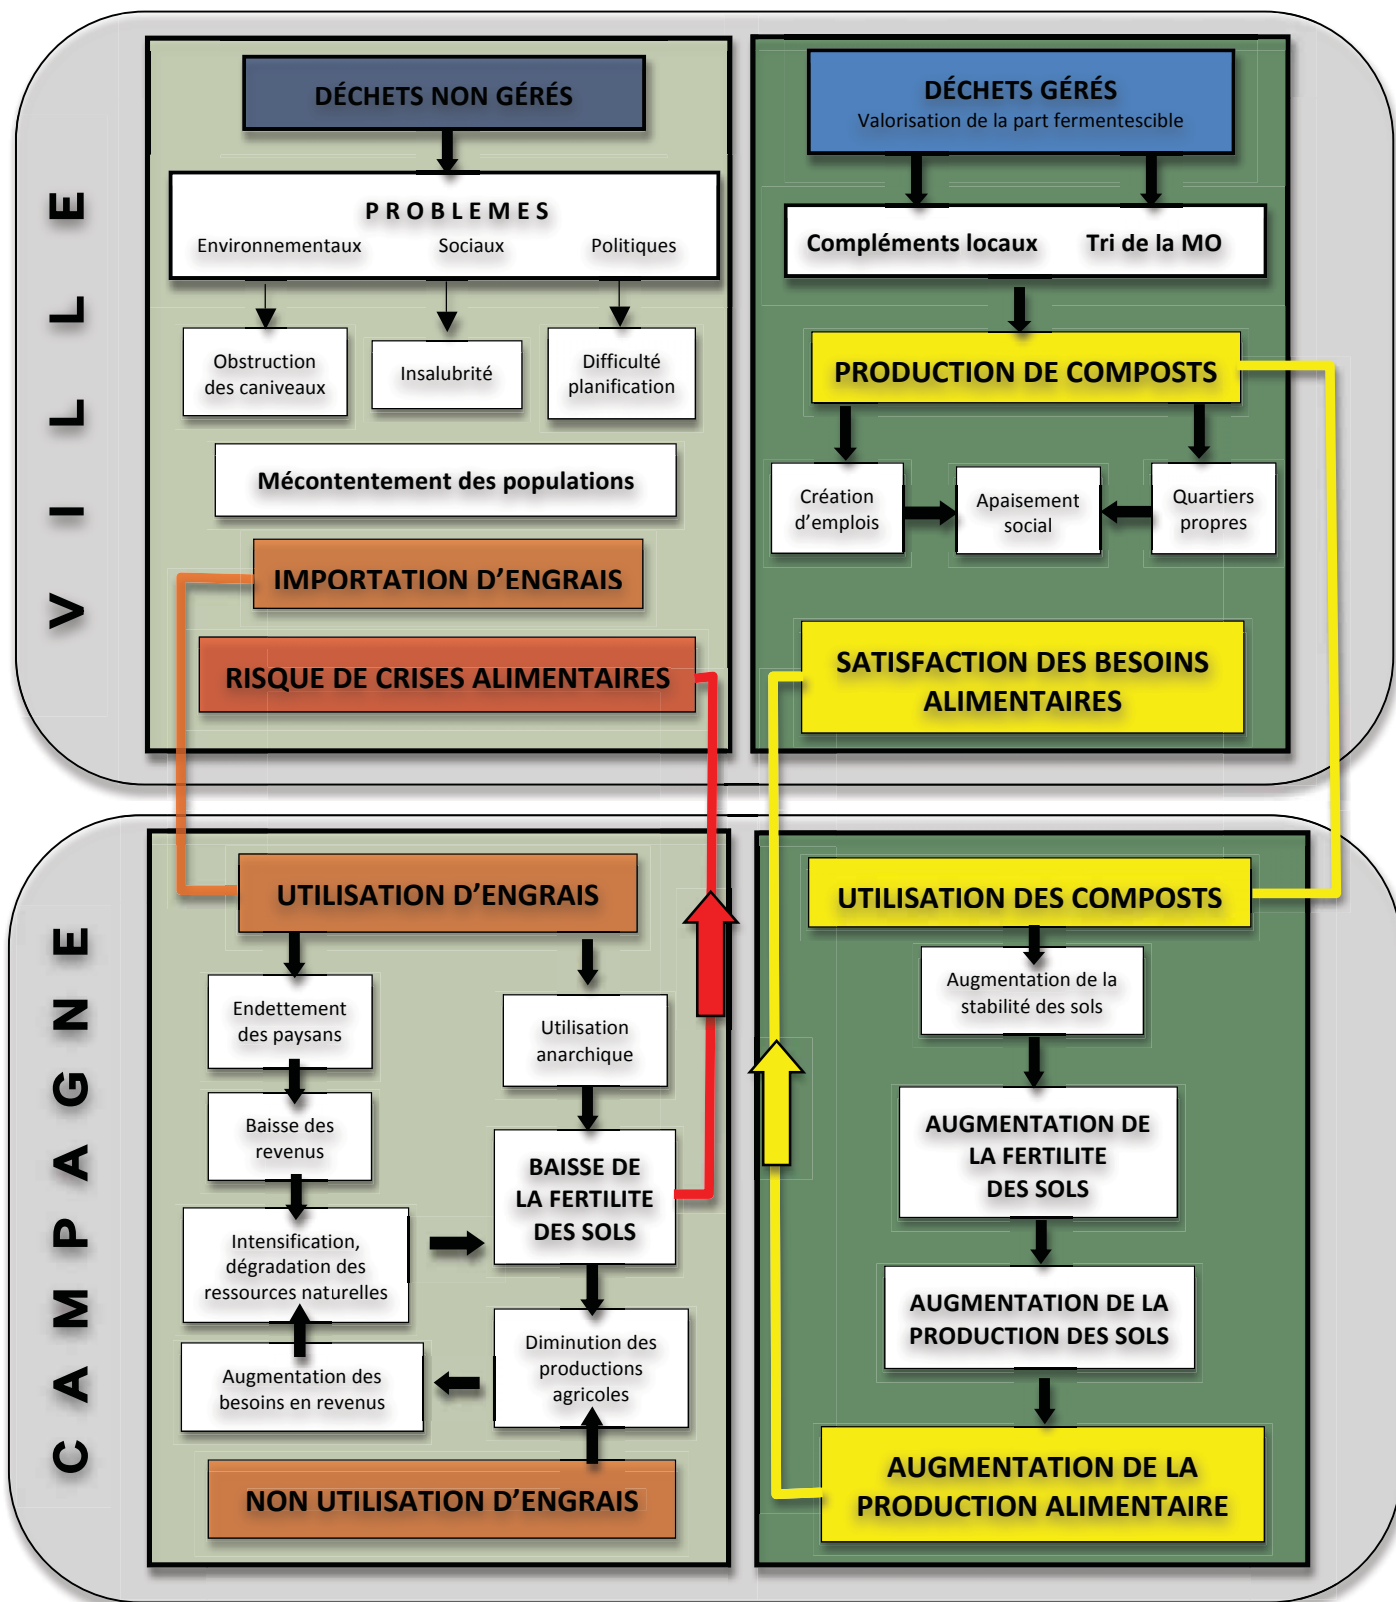 VILLE
DÉCHETS NON GÉRÉS
PROBLEMES
Environnementaux Sociaux Politiques
Obstruction
des caniveaux
Insalubrité
Difficulté
planification
Mécontentement des populations
IMPORTATION D’ENGRAIS
RISQUE DE CRISES ALIMENTAIRES
DÉCHETS GÉRÉS
Valorisation de la part fermentescible
Compléments locaux Tri de la MO
PRODUCTION DE COMPOSTS
Création
d’emplois
Apaisement
social
Quartiers
propres
SATISFACTION DES BESOINS
ALIMENTAIRES
CAMPAGNE
UTILISATION D’ENGRAIS
Endettement
des paysans
Utilisation
anarchique
Baisse des
revenus
BAISSE DE
LA FERTILITE
DES SOLS
Intensification,
dégradation des
ressources naturelles
Diminution des
productions
agricoles
Augmentation des
besoins en revenus
NON UTILISATION D’ENGRAIS
UTILISATION DES COMPOSTS
Augmentation de la
stabilité des sols
AUGMENTATION DE
LA FERTILITE
DES SOLS
AUGMENTATION DE LA
PRODUCTION DES SOLS
AUGMENTATION DE LA
PRODUCTION ALIMENTAIRE